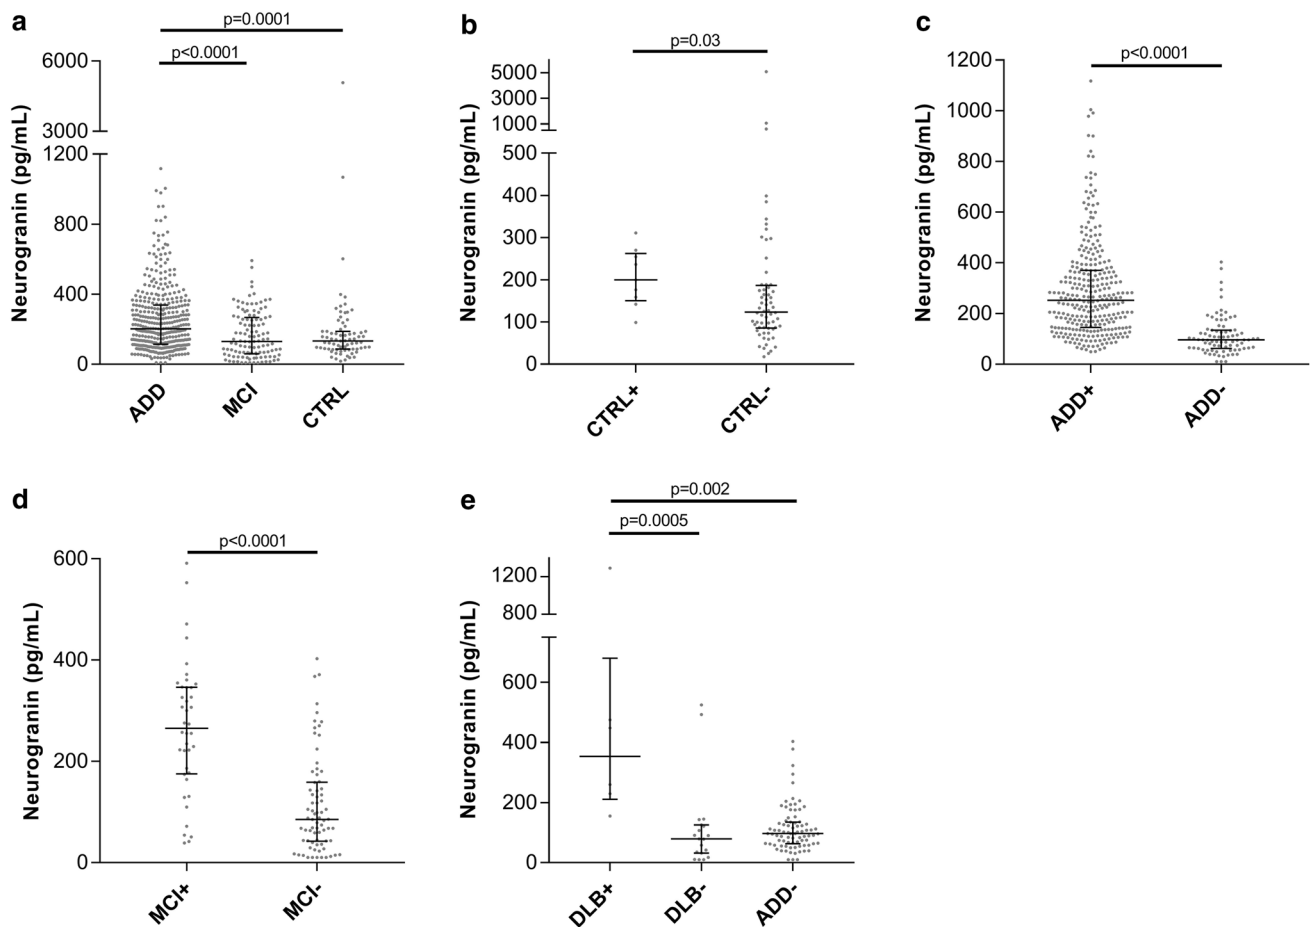 a
p=0.0001
p<0.0001
6000
3000
1200
800
400
0
Neurogranin (pg/mL)
ADD
MCI
CTRL
b
p=0.03
5000
3000
1000
500
400
300
200
100
0
Neurogranin (pg/mL)
CTRL+
CTRL-
c
p<0.0001
1200
1000
800
600
400
200
0
Neurogranin (pg/mL)
ADD+
ADD-
d
p<0.0001
600
400
200
0
Neurogranin (pg/mL)
MCI+
MCI-
e
p=0.002
p=0.0005
1200
800
600
400
200
0
Neurogranin (pg/mL)
DLB+
DLB-
ADD-